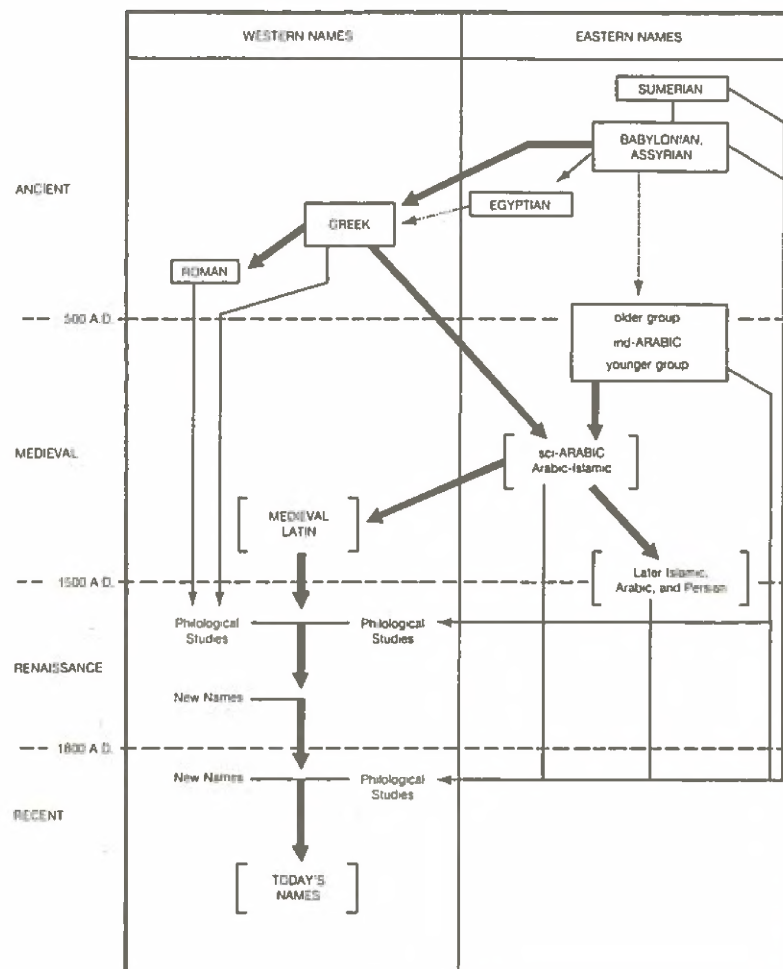 WESTERN NAMES
EASTERN NAMES
SUMERIAN
BABYLONIAN,
ASSYRIAN
ANCIENT
EGYPTIAN
GREEK
ROMAN
500 A.D.
older group
ind-ARABIC
younger group
MEDIEVAL
sci-ARABIC
Arabic-Islamic
MEDIEVAL
LATIN
1500 A.D.
Later Islamic,
Arabic, and Persian
Philological
Studies
Philological
Studies
RENAISSANCE
New Names
1800 A.D.
New Names
Philological
Studies
RECENT
TODAY'S
NAMES